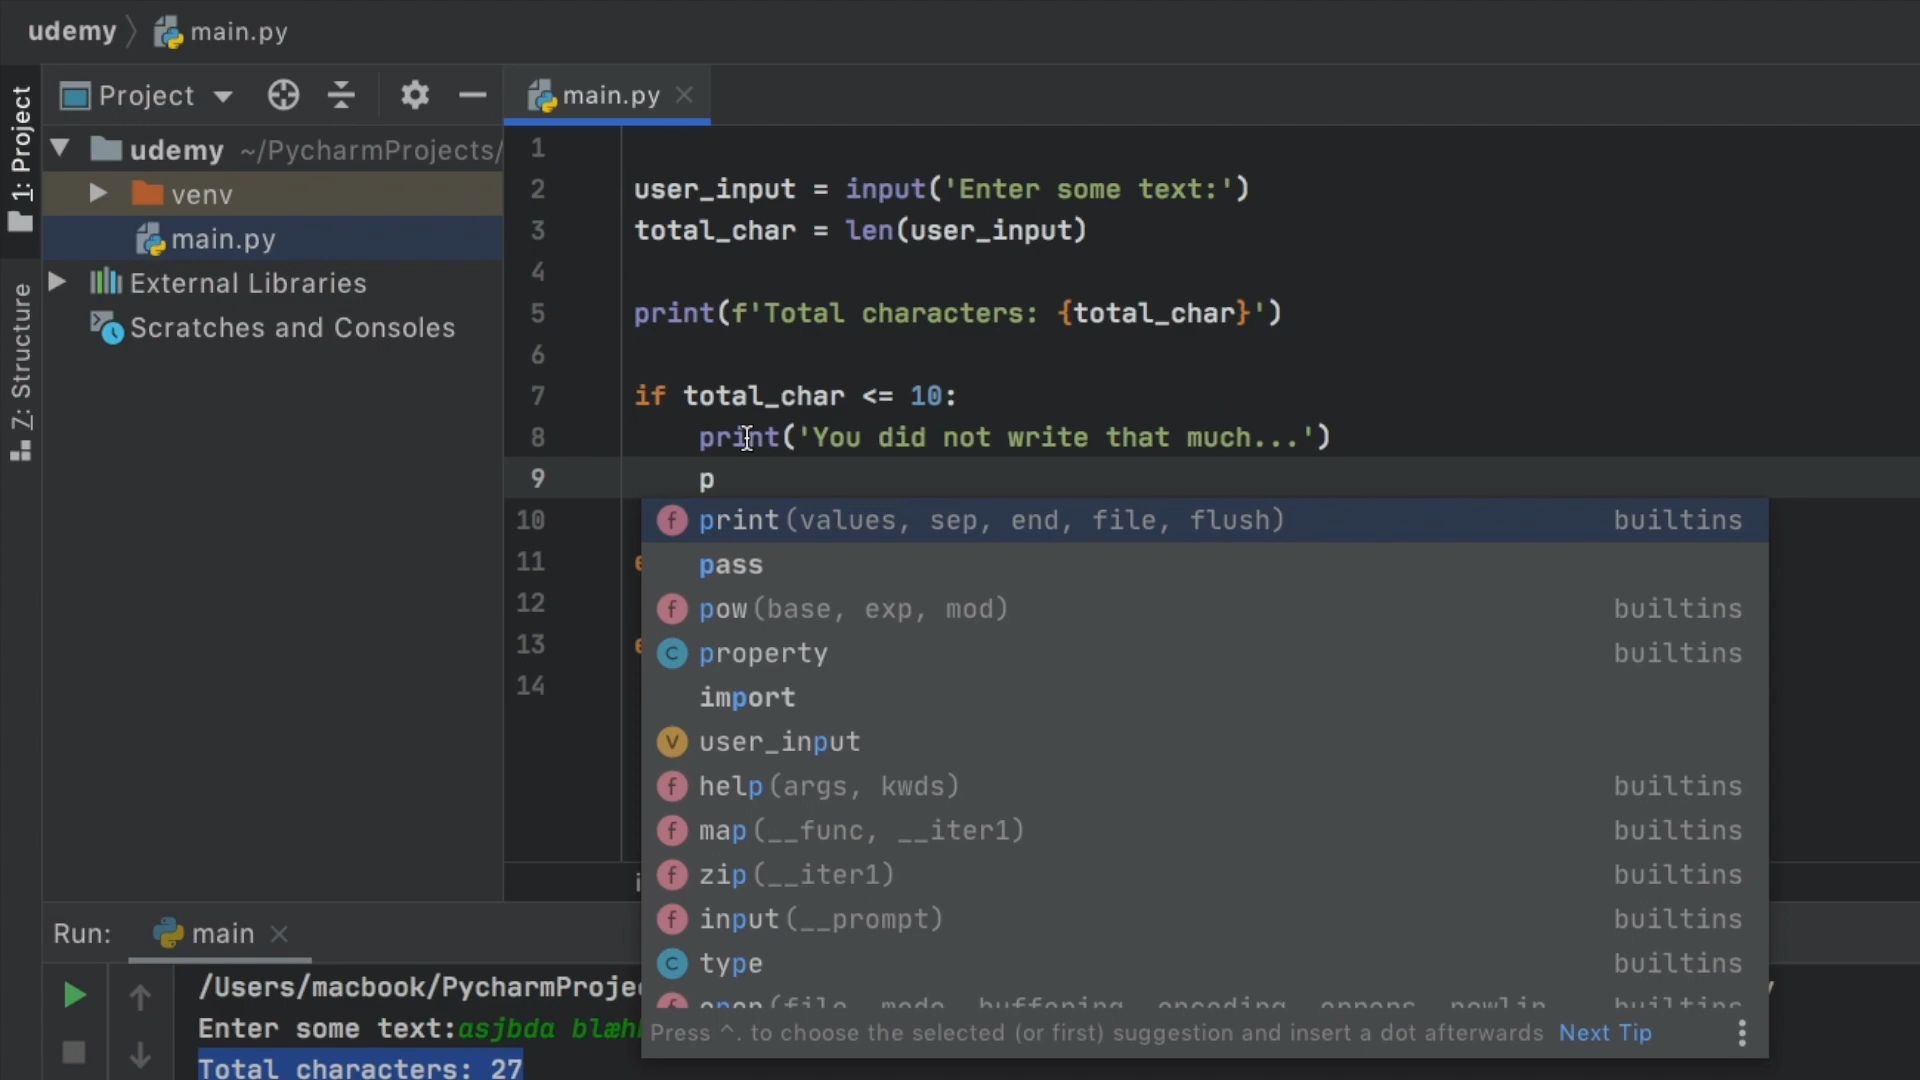 udemy main.py
1: Project
Z: Structure
Project
udemy ~/PycharmProjects/
venv
main.py
External Libraries
Scratches and Consoles
main.py
1
2 user_input = input('Enter some text:')
3 total_char = len(user_input)
4
5 print(f'Total characters: {total_char}')
6
7 if total_char <= 10:
8 print('You did not write that much...')
9 p
10
11 e
12
13 e
14
print(values, sep, end, file, flush) builtins
pass
pow(base, exp, mod) builtins
property builtins
import
user_input
help(args, kwds) builtins
map(__func, __iter1) builtins
zip(__iter1) builtins
input(__prompt) builtins
type builtins
open(file, mode, buffering, encoding, errors, newlin builtins
Press ^. to choose the selected (or first) suggestion and insert a dot afterwards Next Tip
Run: main
/Users/macbook/PycharmProje
Enter some text:asjbda blæh
Total characters: 27